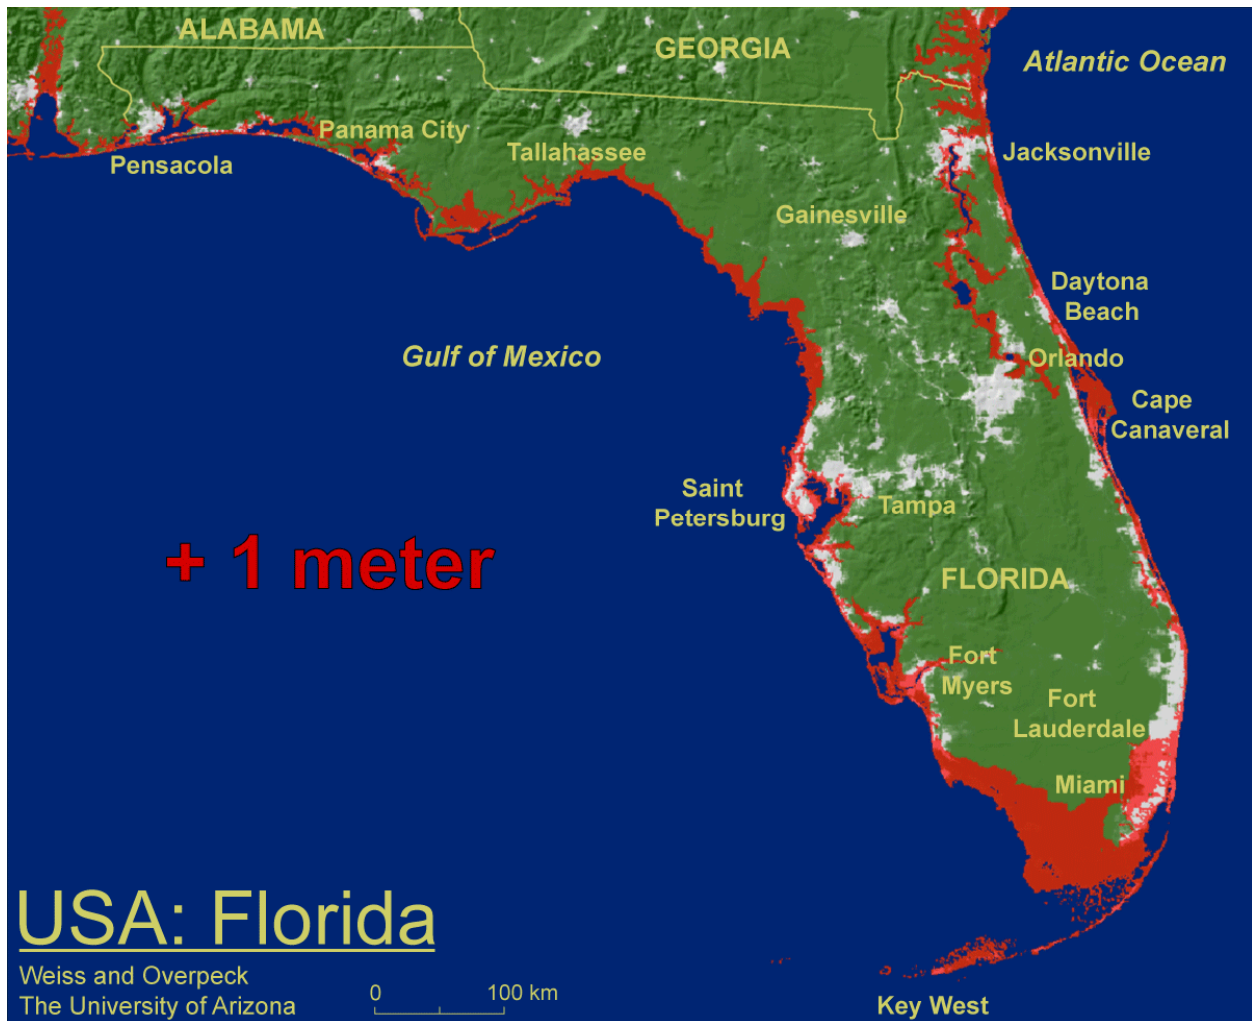 ALABAMA
GEORGIA
Atlantic Ocean
Panama City
Pensacola
Tallahassee
Jacksonville
Gainesville
Daytona
Beach
Gulf of Mexico
Orlando
Cape
Canaveral
Saint
Petersburg
Tampa
+ 1 meter
FLORIDA
Fort
Myers
Fort
Lauderdale
Miami
USA: Florida
Weiss and Overpeck
The University of Arizona
0 100 km
Key West